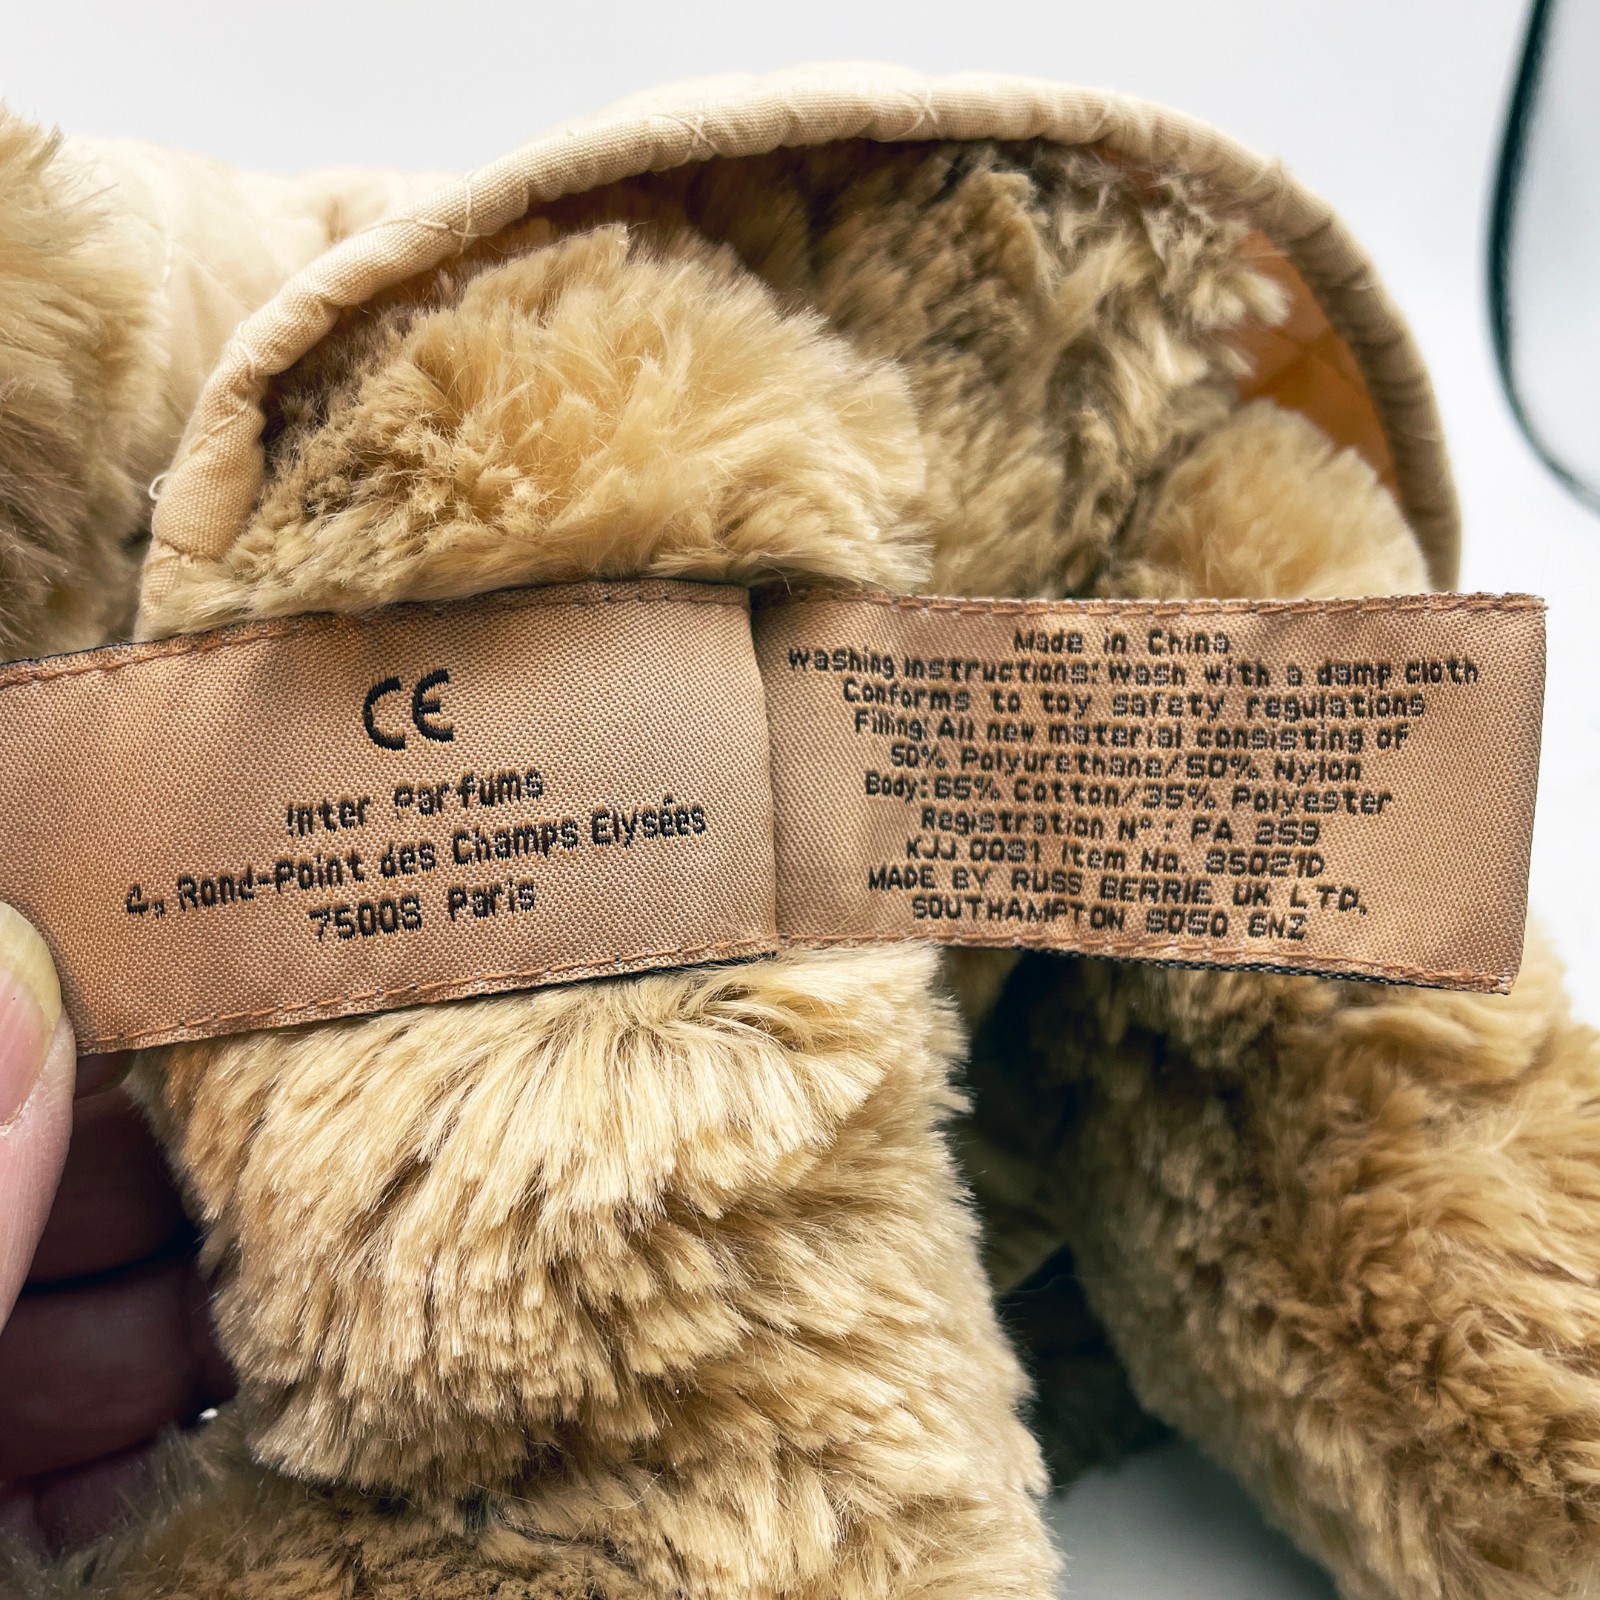 CE
Inter Parfums
4, Rond-Point des Champs Elysées
75008 Paris
Made in China
Washing Instructions: Wash with a damp cloth
Conforms to toy safety regulations
Filling: All new material consisting of
50% Polyurethane/50% Nylon
Body: 65% Cotton/35% Polyester
Registration Nº: PA 259
KJJ 0031 Item No. 35021D
MADE BY RUSS BERRIE UK LTD.
SOUTHAMPTON SO50 6NZ